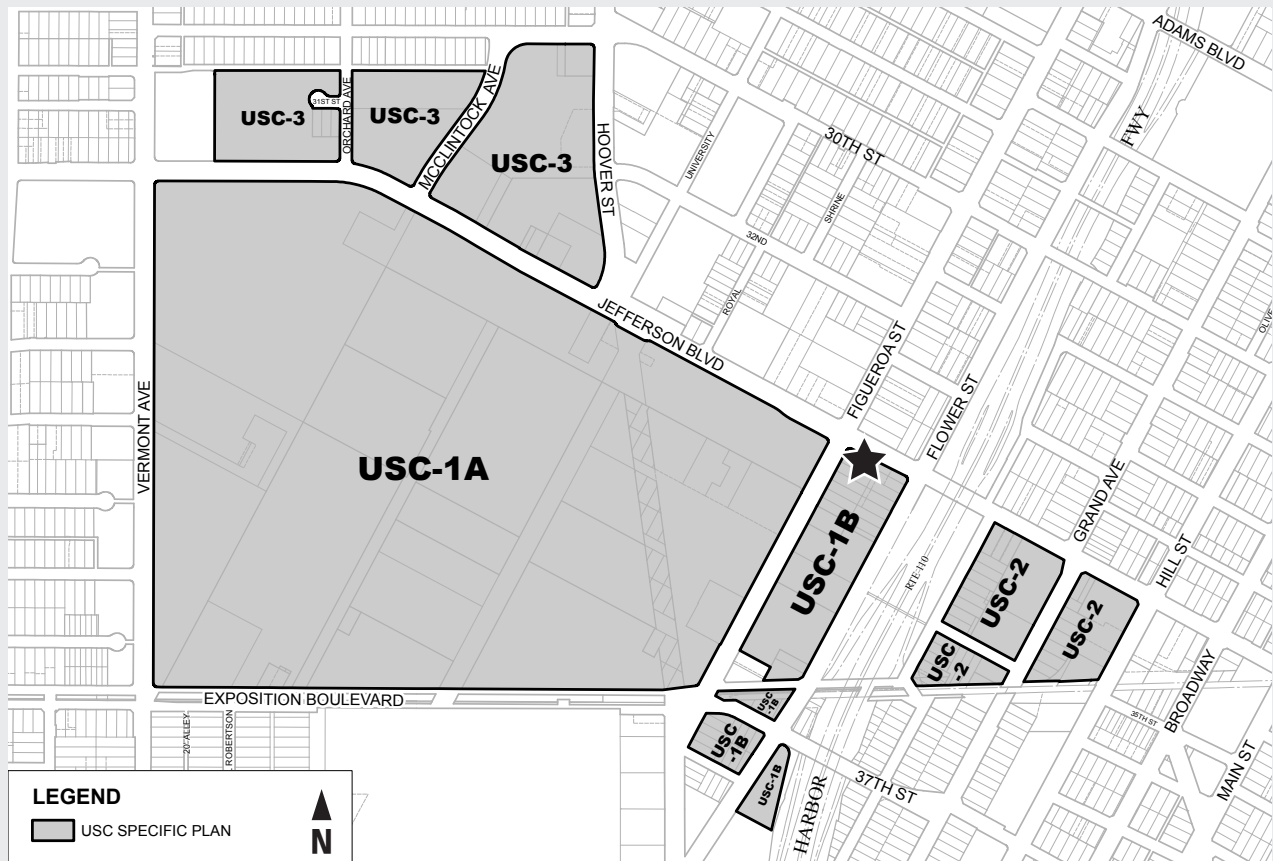 ADAMS BLVD
FWY
31ST ST
ORCHARD AVE
USC-3
USC-3
MCCLINTOCK AVE
USC-3
HOOVER ST
UNIVERSITY
30TH ST
SHRINE
32ND
ROYAL
OLIVE
JEFFERSON BLVD
FIGUEROA ST
FLOWER ST
VERMONT AVE
USC-1A
USC-1B
RTE 110
GRAND AVE
HILL ST
USC-2
USC-2
USC
-2
BROADWAY
35TH ST
MAIN ST
EXPOSITION BOULEVARD
USC
-1B
USC
-1B
USC-1B
37TH ST
HARBOR
20' ALLEY
ROBERTSON
LEGEND
USC SPECIFIC PLAN
N